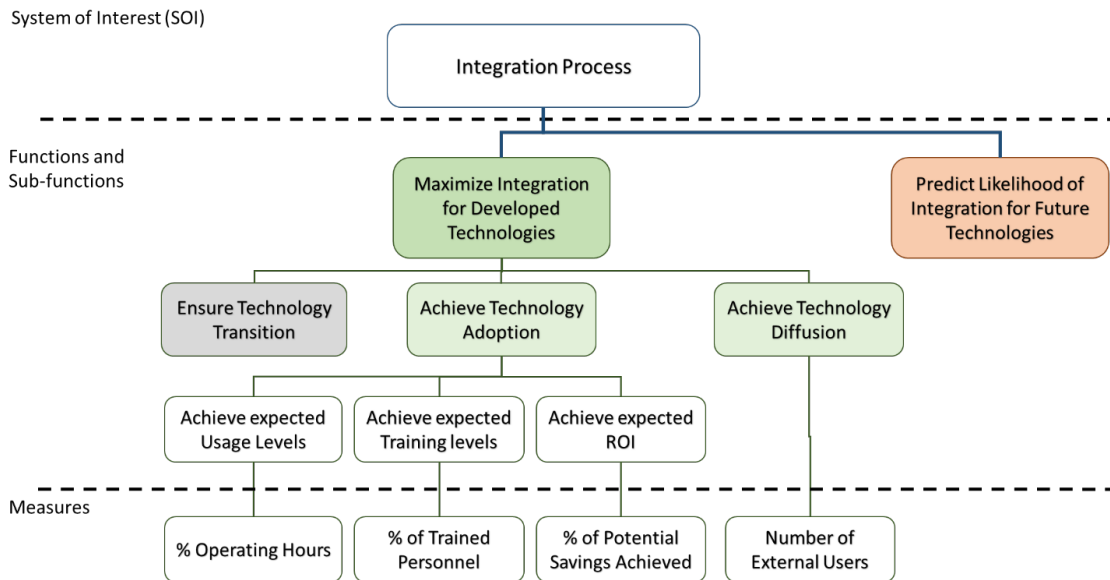 System of Interest (SOI)
Integration Process
Functions and
Sub-functions
Maximize Integration
for Developed
Technologies
Predict Likelihood of
Integration for Future
Technologies
Ensure Technology
Transition
Achieve Technology
Adoption
Achieve Technology
Diffusion
Achieve expected
Usage Levels
Achieve expected
Training levels
Achieve expected
ROI
Measures
% Operating Hours
% of Trained
Personnel
% of Potential
Savings Achieved
Number of
External Users